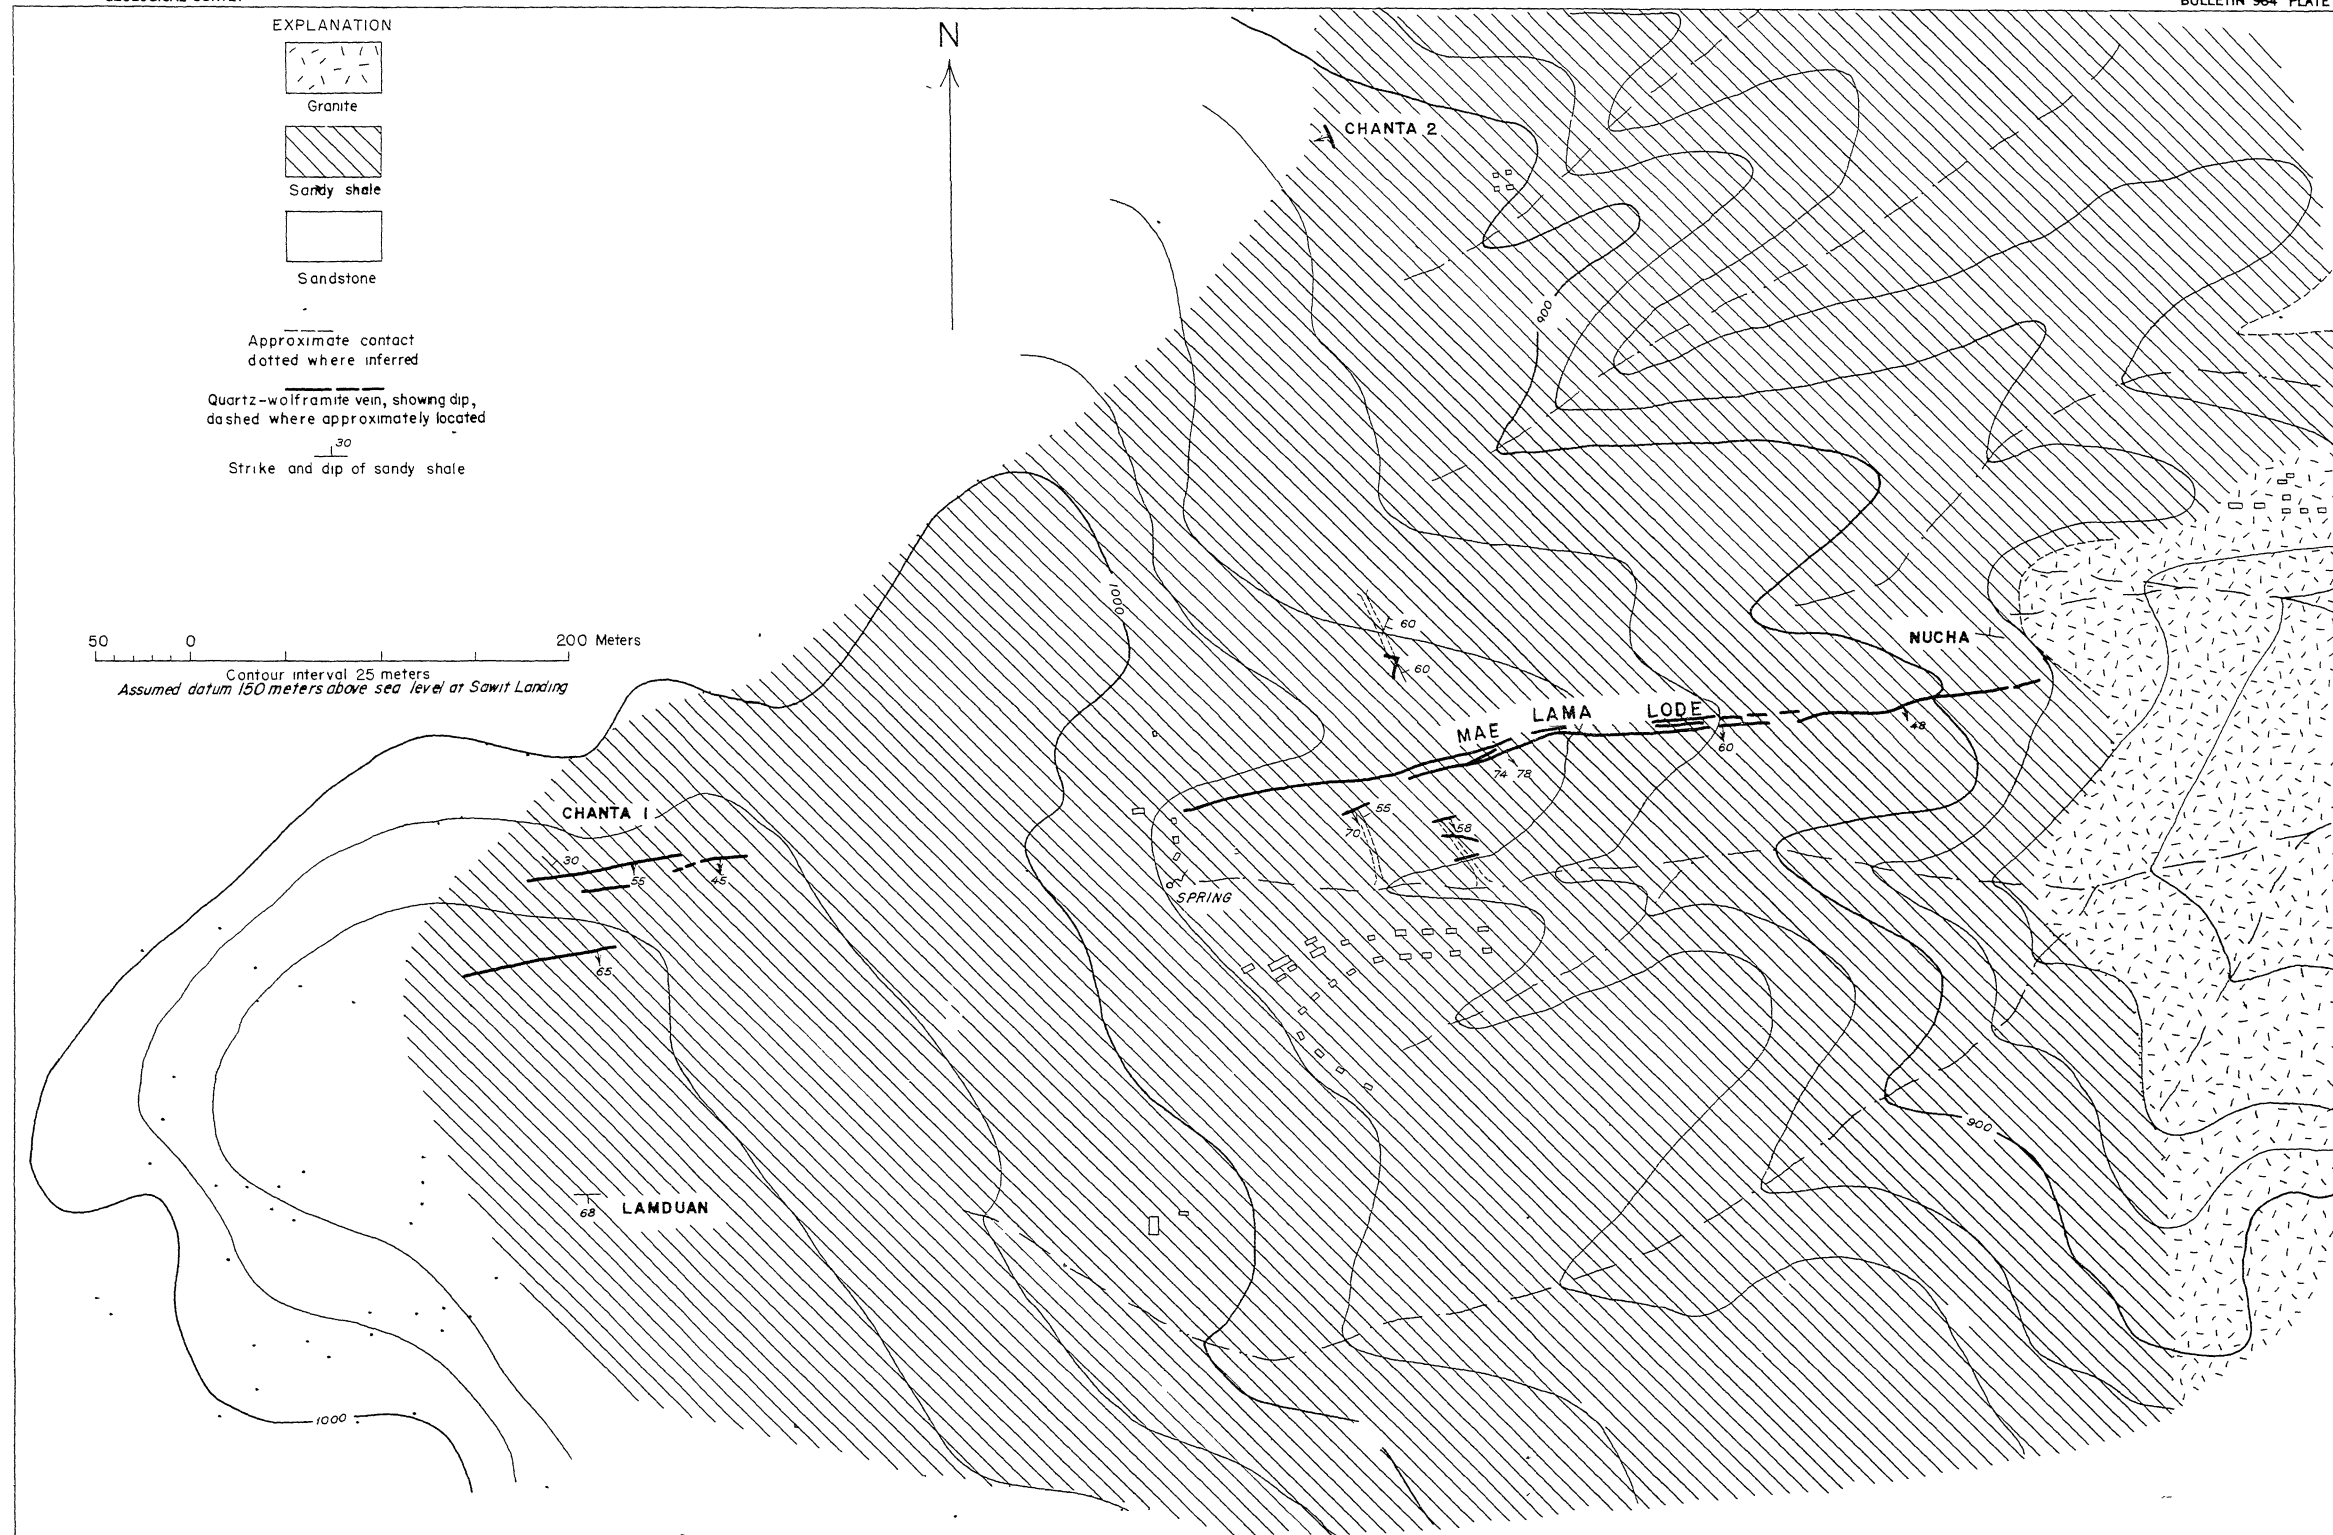 EXPLANATION
Granite
Sandy shale
Sandstone
Approximate contact
dotted where inferred
Quartz-wolframite vein, showing dip,
dashed where approximately located
30
Strike and dip of sandy shale
50 0 200 Meters
Contour interval 25 meters
Assumed datum 150 meters above sea level at Sawit Landing
N
CHANTA 2
900
1000
60
60
NUCHA
MAE LAMA LODE
48
60
74 78
55
70
58
CHANTA 1
30
55
45
SPRING
65
900
LAMDUAN
68
1000